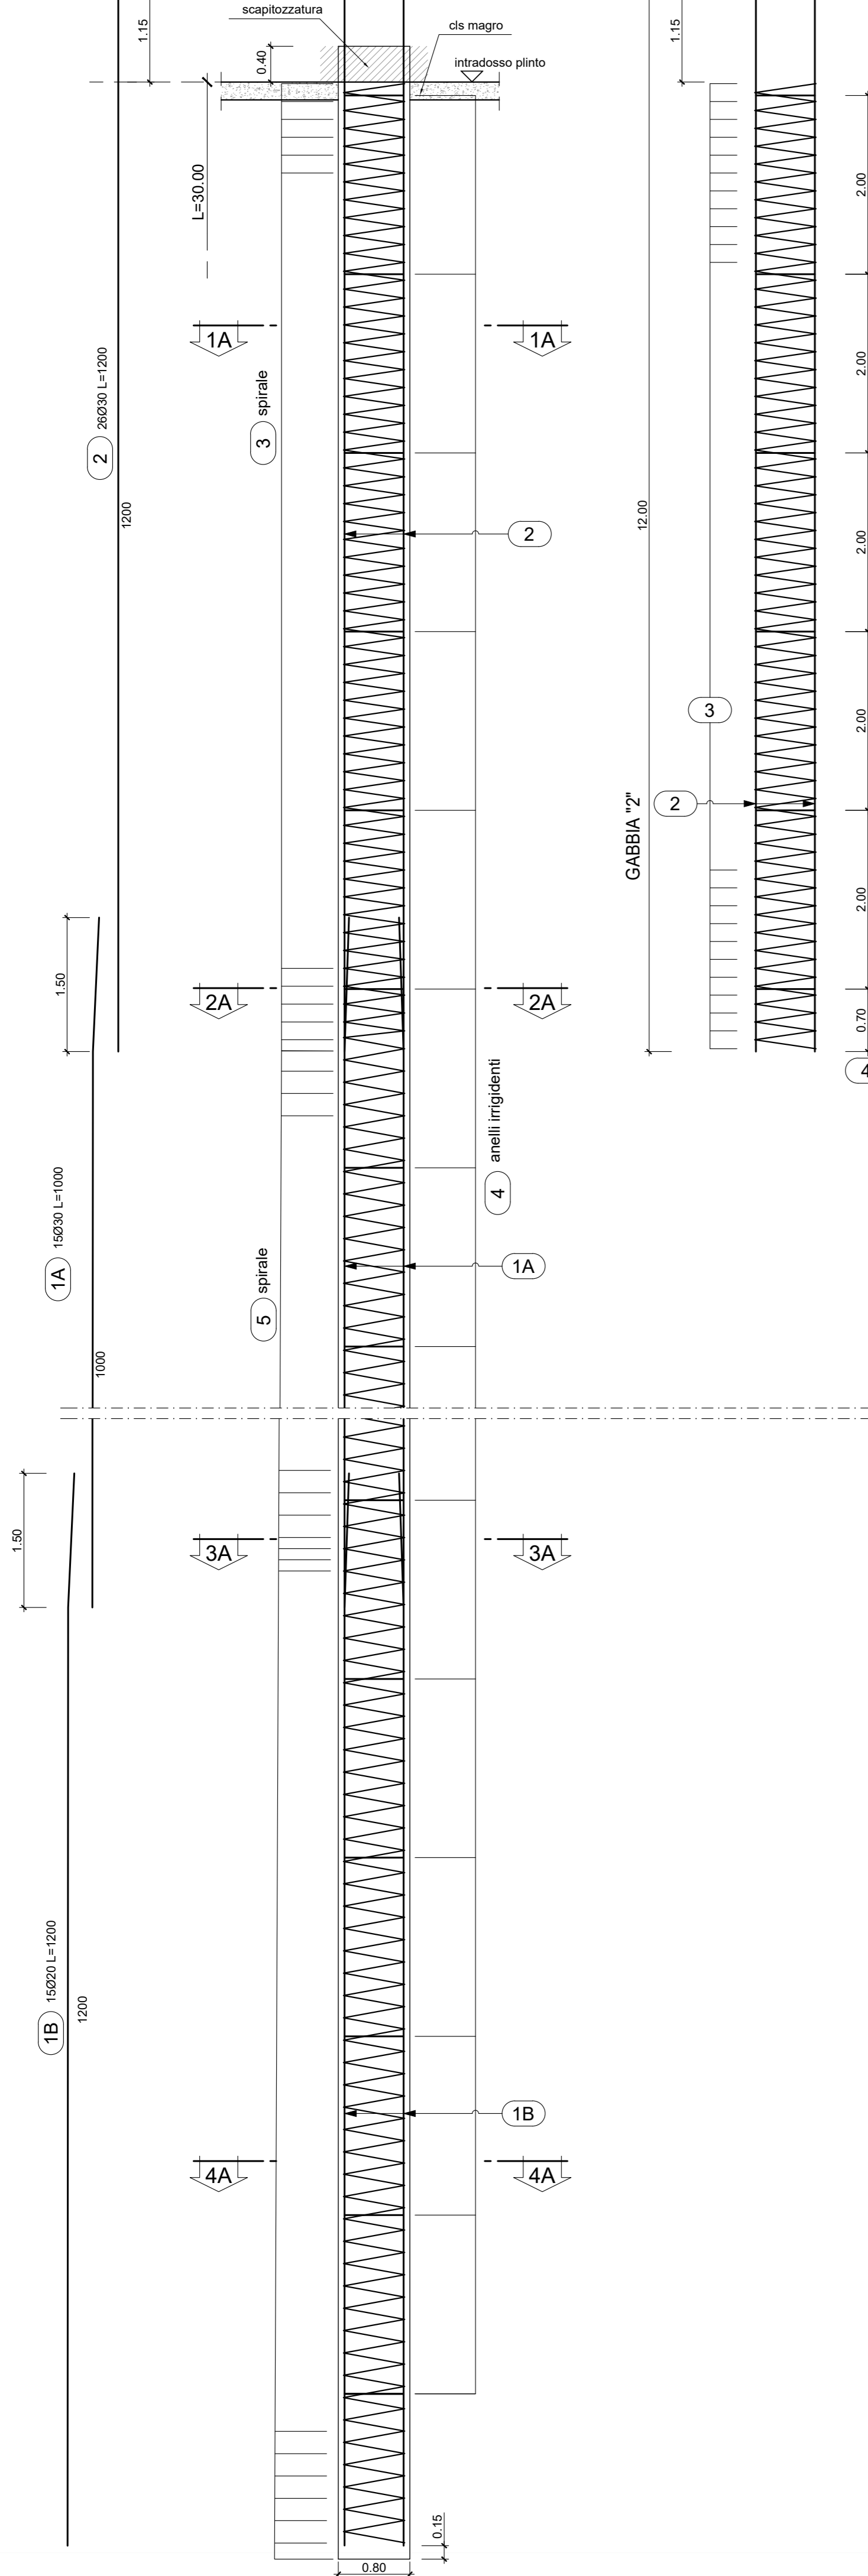 scapitozzatura
1.15
1.15
cls magro
0.40
intradosso plinto
L=30.00
2.00
1A
1A
2.00
2 26Ø30 L=1200
1200
3 spirale
2
12.00
2.00
3
2.00
GABBIA "2"
2
2.00
1.50
2A
2A
0.70
4
anelli irrigidenti
4
1A 15Ø30 L=1000
1000
5 spirale
1A
1.50
3A
3A
1B 15Ø20 L=1200
1200
1B
4A
4A
0.15
0.80